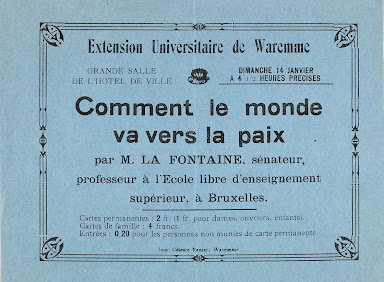 Extension Universitaire de Waremme
GRANDE SALLE
DE L'HOTEL DE VILLE
DIMANCHE 14 JANVIER
A 4 1/2 HEURES PRECISES
Comment le monde
va vers la paix
par M. LA FONTAINE, sénateur,
professeur à l'Ecole libre d'enseignement
supérieur, à Bruxelles.
Cartes permanentes : 2 fr. (1 fr. pour dames, ouvriers, enfants).
Cartes de famille : 4 francs.
Entrées : 0,20 pour les personnes non munies de carte permanente.
Imp. Céleste Waremme